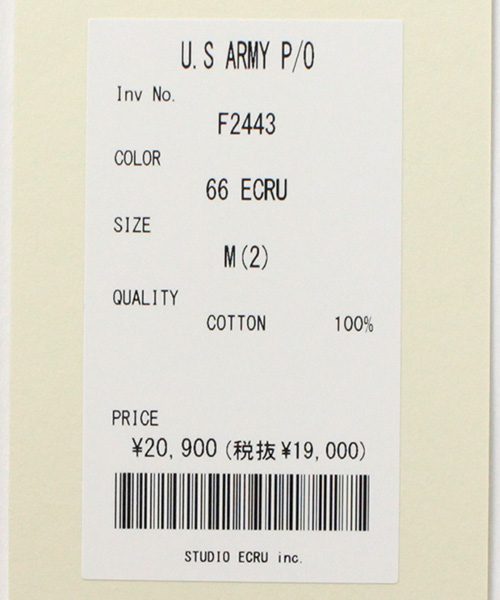 U.S ARMY P/O
Inv No.
F2443
COLOR
66 ECRU
SIZE
M(2)
QUALITY
COTTON 100%
PRICE
¥20,900(税抜¥19,000)
STUDIO ECRU inc.